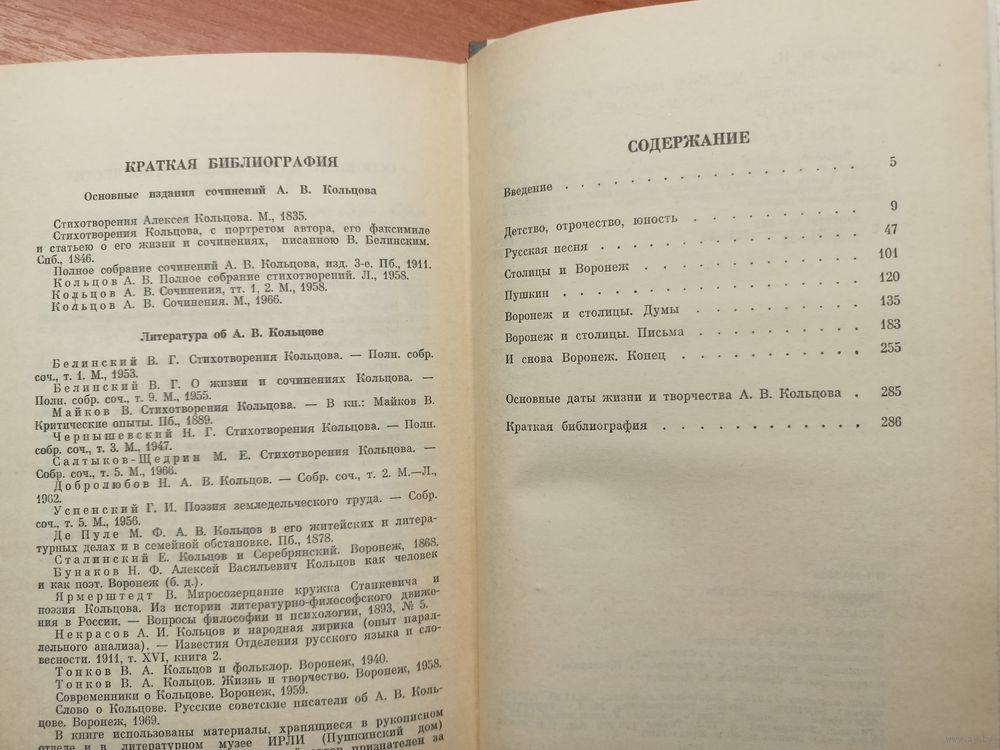 КРАТКАЯ БИБЛИОГРАФИЯ
Основные издания сочинений А. В. Кольцова
Стихотворения Алексея Кольцова. М., 1835.
Стихотворения Кольцова, с портретом автора, его факсимиле
и статьею о его жизни и сочинениях, писанною В. Белинским.
Спб., 1846.
Полное собрание сочинений А. В. Кольцова, изд. 3-е. Пб., 1911.
Кольцов А. В. Полное собрание стихотворений. Л., 1958.
Кольцов А. В. Сочинения, тт. 1, 2. М., 1958.
Кольцов А. В. Сочинения. М., 1966.
Литература об А. В. Кольцове
Белинский В. Г. Стихотворения Кольцова. — Полн. собр.
соч., т. 1. М., 1953.
Белинский В. Г. О жизни и сочинениях Кольцова. —
Полн. собр. соч., т. 9. М., 1955.
Майков В. Стихотворения Кольцова. — В кн.: Майков В.
Критические опыты. Пб., 1889.
Чернышевский Н. Г. Стихотворения Кольцова. — Полн.
собр. соч., т. 3. М., 1947.
Салтыков-Щедрин М. Е. Стихотворения Кольцова. —
Собр. соч., т. 5. М., 1966.
Добролюбов Н. А. В. Кольцов. — Собр. соч., т. 2. М.—Л.,
1962.
Успенский Г. И. Поэзия земледельческого труда. — Собр.
соч., т. 5. М., 1956.
Де Пуле М. Ф. А. В. Кольцов в его житейских и литера-
турных делах и в семейной обстановке. Пб., 1878.
Сталинский Е. Кольцов и Серебрянский. Воронеж, 1868.
Бунаков Н. Ф. Алексей Васильевич Кольцов как человек
и как поэт. Воронеж (б. д.).
Ярмерштедт В. Миросозерцание кружка Станкевича и
поэзия Кольцова. Из истории литературно-философского движе-
ния в России. — Вопросы философии и психологии, 1893, № 5.
Некрасов А. И. Кольцов и народная лирика (опыт парал-
лельного анализа). — Известия Отделения русского языка и сло-
весности. 1911, т. XVI, книга 2.
Тонков В. А. Кольцов и фольклор. Воронеж, 1940.
Тонков В. А. Кольцов. Жизнь и творчество. Воронеж, 1958.
Современники о Кольцове. Воронеж, 1959.
Слово о Кольцове. Русские советские писатели об А. В. Коль-
цове. Воронеж, 1969.
В книге использованы материалы, хранящиеся в рукописном
отделе и в литературном музее ИРЛИ (Пушкинский дом)
автор признателен за
СОДЕРЖАНИЕ
Введение . . . . . . . . . . . . . . 5
Детство, отрочество, юность . . . . . . . . 9
Русская песня . . . . . . . . . . . . 47
Столицы и Воронеж . . . . . . . . . . 101
Пушкин . . . . . . . . . . . . . . 120
Воронеж и столицы. Думы . . . . . . . . 135
Воронеж и столицы. Письма . . . . . . . . 183
И снова Воронеж. Конец . . . . . . . . . 255
Основные даты жизни и творчества А. В. Кольцова . 285
Краткая библиография . . . . . . . . . . 286